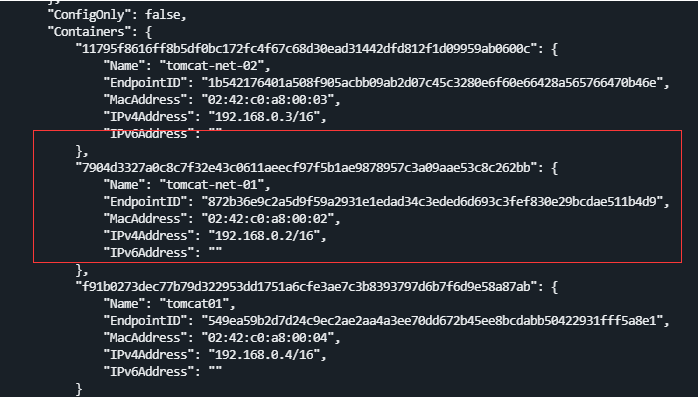 },
"ConfigOnly": false,
"Containers": {
"11795f8616ff8b5df0bc172fc4f67c68d30ead31442dfd812f1d09959ab0600c": {
"Name": "tomcat-net-02",
"EndpointID": "1b542176401a508f905acbb09ab2d07c45c3280e6f60e66428a565766470b46e",
"MacAddress": "02:42:c0:a8:00:03",
"IPv4Address": "192.168.0.3/16",
"IPv6Address": ""
},
"7904d3327a0c8c7f32e43c0611aeecf97f5b1ae9878957c3a09aae53c8c262bb": {
"Name": "tomcat-net-01",
"EndpointID": "872b36e9c2a5d9f59a2931e1edad34c3eded6d693c3fef830e29bcdae511b4d9",
"MacAddress": "02:42:c0:a8:00:02",
"IPv4Address": "192.168.0.2/16",
"IPv6Address": ""
},
"f91b0273dec77b79d322953dd1751a6cfe3ae7c3b8393797d6b7f6d9e58a87ab": {
"Name": "tomcat01",
"EndpointID": "549ea59b2d7d24c9ec2ae2aa4a3ee70dd672b45ee8bcdabb50422931fff5a8e1",
"MacAddress": "02:42:c0:a8:00:04",
"IPv4Address": "192.168.0.4/16",
"IPv6Address": ""
}